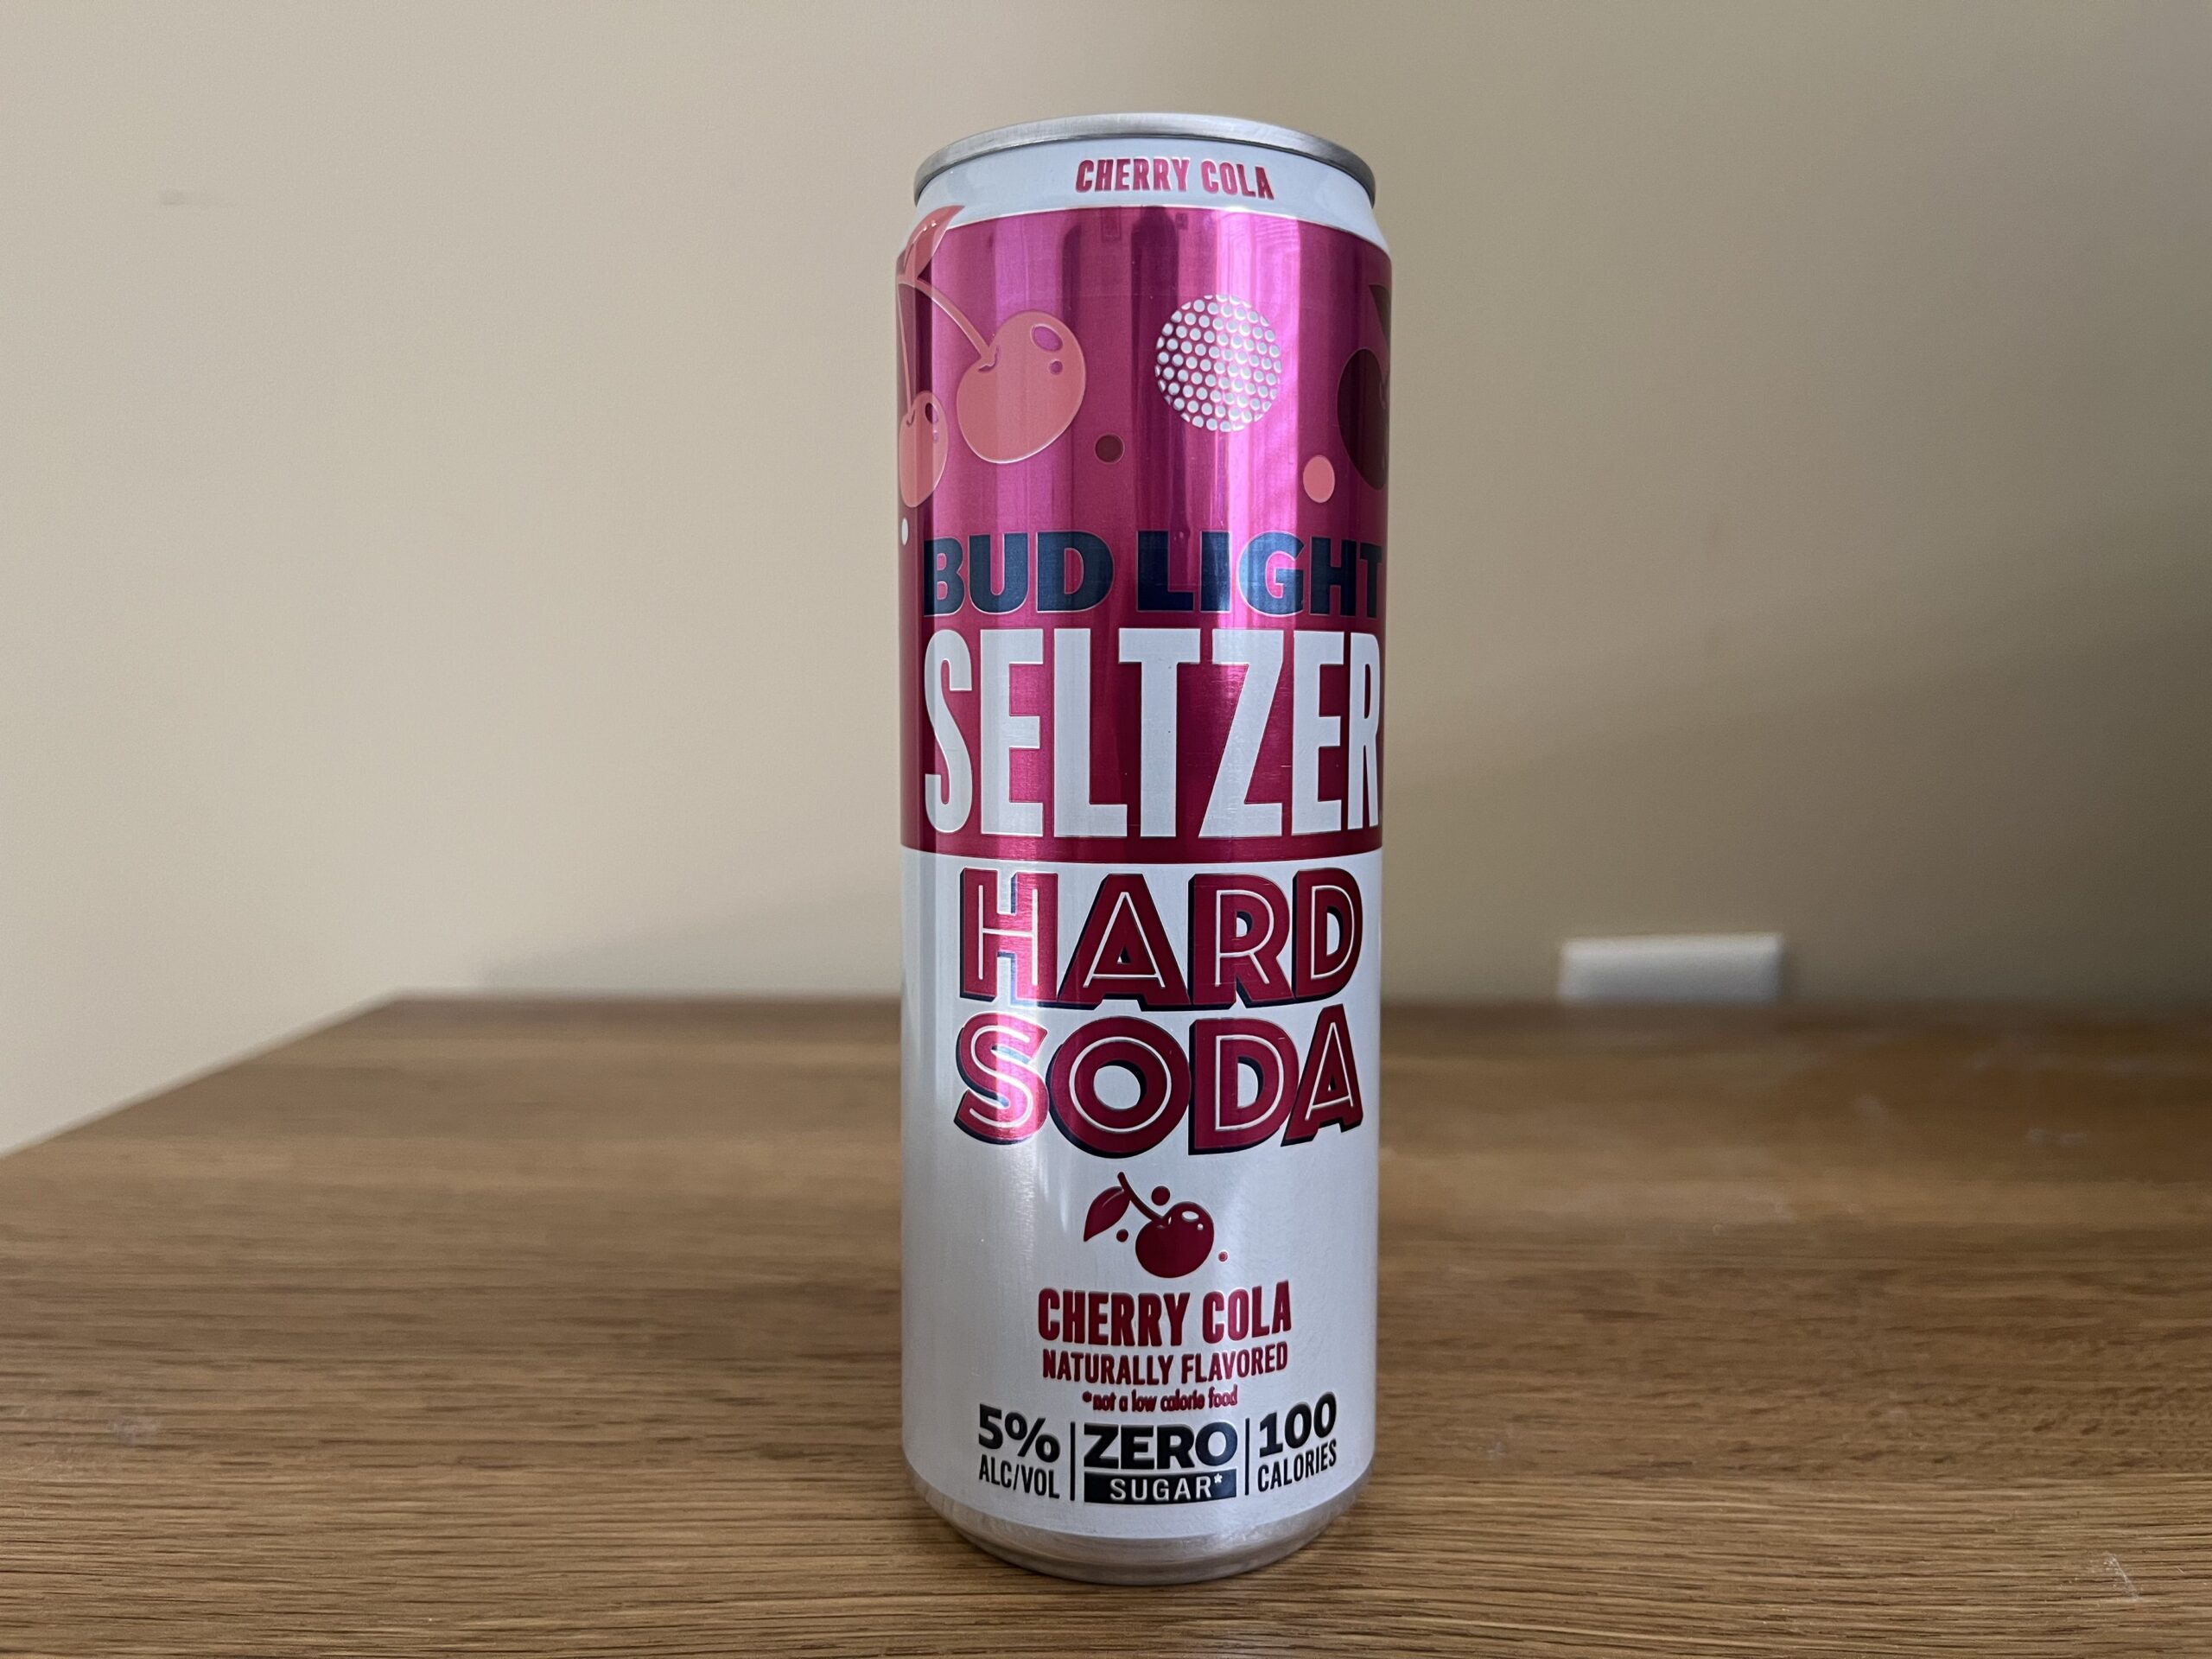 CHERRY COLA
BUD LIGHT
SELTZER
HARD
SODA
CHERRY COLA
NATURALLY FLAVORED
*not a low calorie food
5% ALC/VOL | ZERO SUGAR* | 100 CALORIES